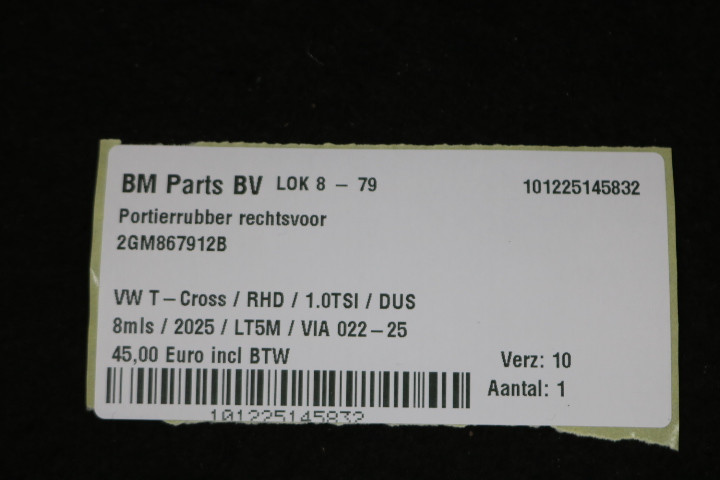 BM Parts BV LOK 8 - 79 101225145832
Portierrubber rechtsvoor
2GM867912B
VW T-Cross / RHD / 1.0TSI / DUS
8mls / 2025 / LT5M / VIA 022-25
45,00 Euro incl BTW Verz: 10
Aantal: 1
101225145832